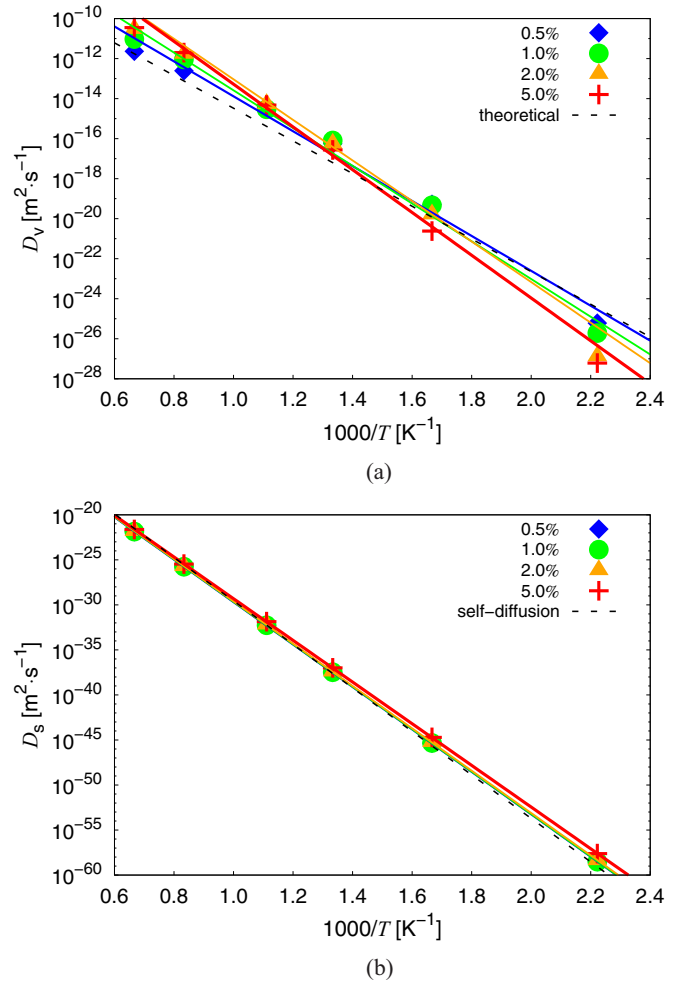 10⁻¹⁰
10⁻¹²
10⁻¹⁴
10⁻¹⁶
10⁻¹⁸
10⁻²⁰
10⁻²²
10⁻²⁴
10⁻²⁶
10⁻²⁸
D_v [m²·s⁻¹]
0.5%
1.0%
2.0%
5.0%
theoretical
0.6 0.8 1.0 1.2 1.4 1.6 1.8 2.0 2.2 2.4
1000/T [K⁻¹]
(a)
10⁻²⁰
10⁻²⁵
10⁻³⁰
10⁻³⁵
10⁻⁴⁰
10⁻⁴⁵
10⁻⁵⁰
10⁻⁵⁵
10⁻⁶⁰
D_s [m²·s⁻¹]
0.5%
1.0%
2.0%
5.0%
self−diffusion
0.6 0.8 1.0 1.2 1.4 1.6 1.8 2.0 2.2 2.4
1000/T [K⁻¹]
(b)